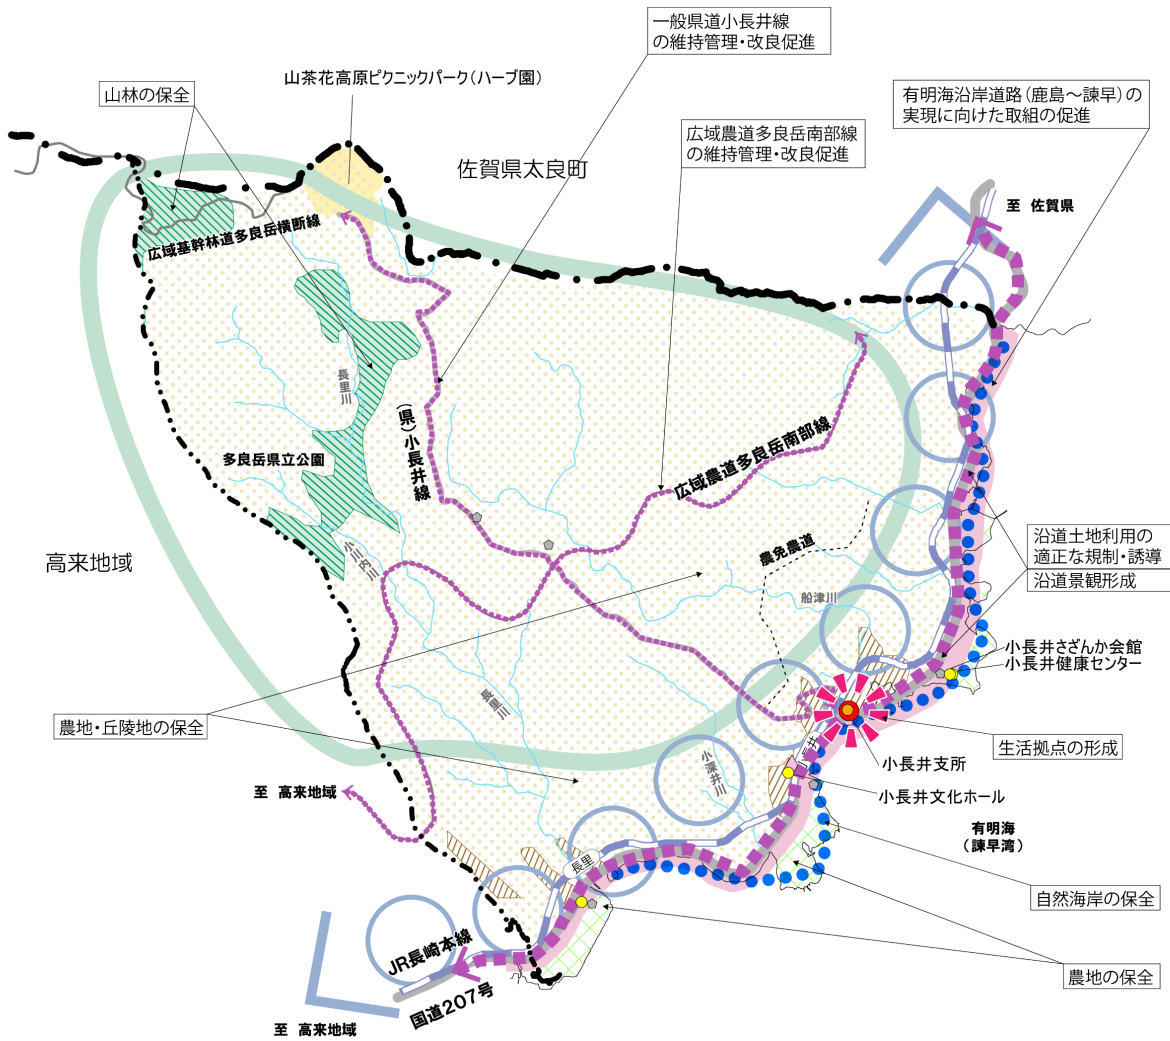 一般県道小長井線
の維持管理・改良促進
山茶花高原ピクニックパーク（ハーブ園）
山林の保全
有明海沿岸道路（鹿島～諫早）の
実現に向けた取組の促進
広域農道多良岳南部線
の維持管理・改良促進
佐賀県太良町
至 佐賀県
広域基幹林道多良岳横断線
長里川
（県）小長井線
広域農道多良岳南部線
多良岳県立公園
沿道土地利用の
適正な規制・誘導
沿道景観形成
農免農道
小川内川
高来地域
船津川
小長井さざんか会館
小長井健康センター
長里川
農地・丘陵地の保全
生活拠点の形成
小深井川
小長井支所
至 高来地域
小長井文化ホール
有明海
（諫早湾）
長里
自然海岸の保全
JR長崎本線
農地の保全
国道207号
至 高来地域